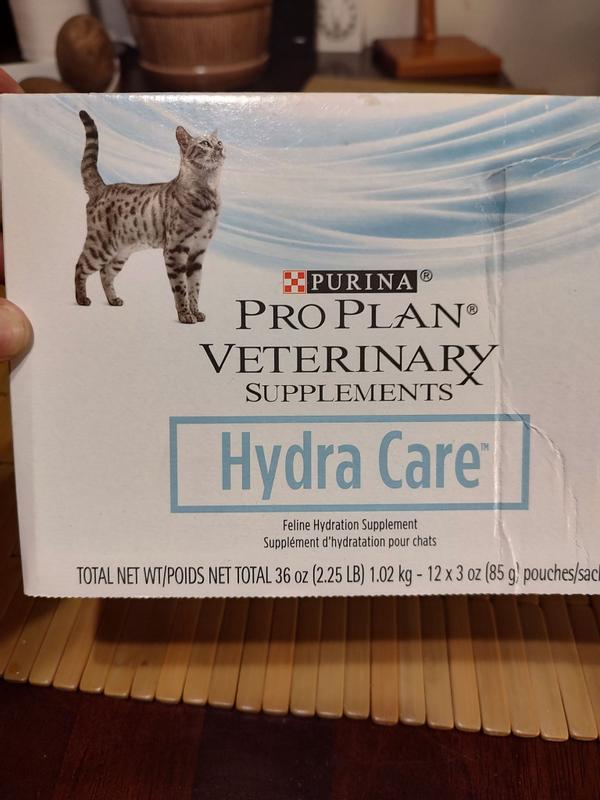 PURINA®
PRO PLAN®
VETERINARY
SUPPLEMENTS
Hydra Care™
Feline Hydration Supplement
Supplément d'hydratation pour chats
TOTAL NET WT/POIDS NET TOTAL 36 oz (2.25 LB) 1.02 kg - 12 x 3 oz (85 g) pouches/sach